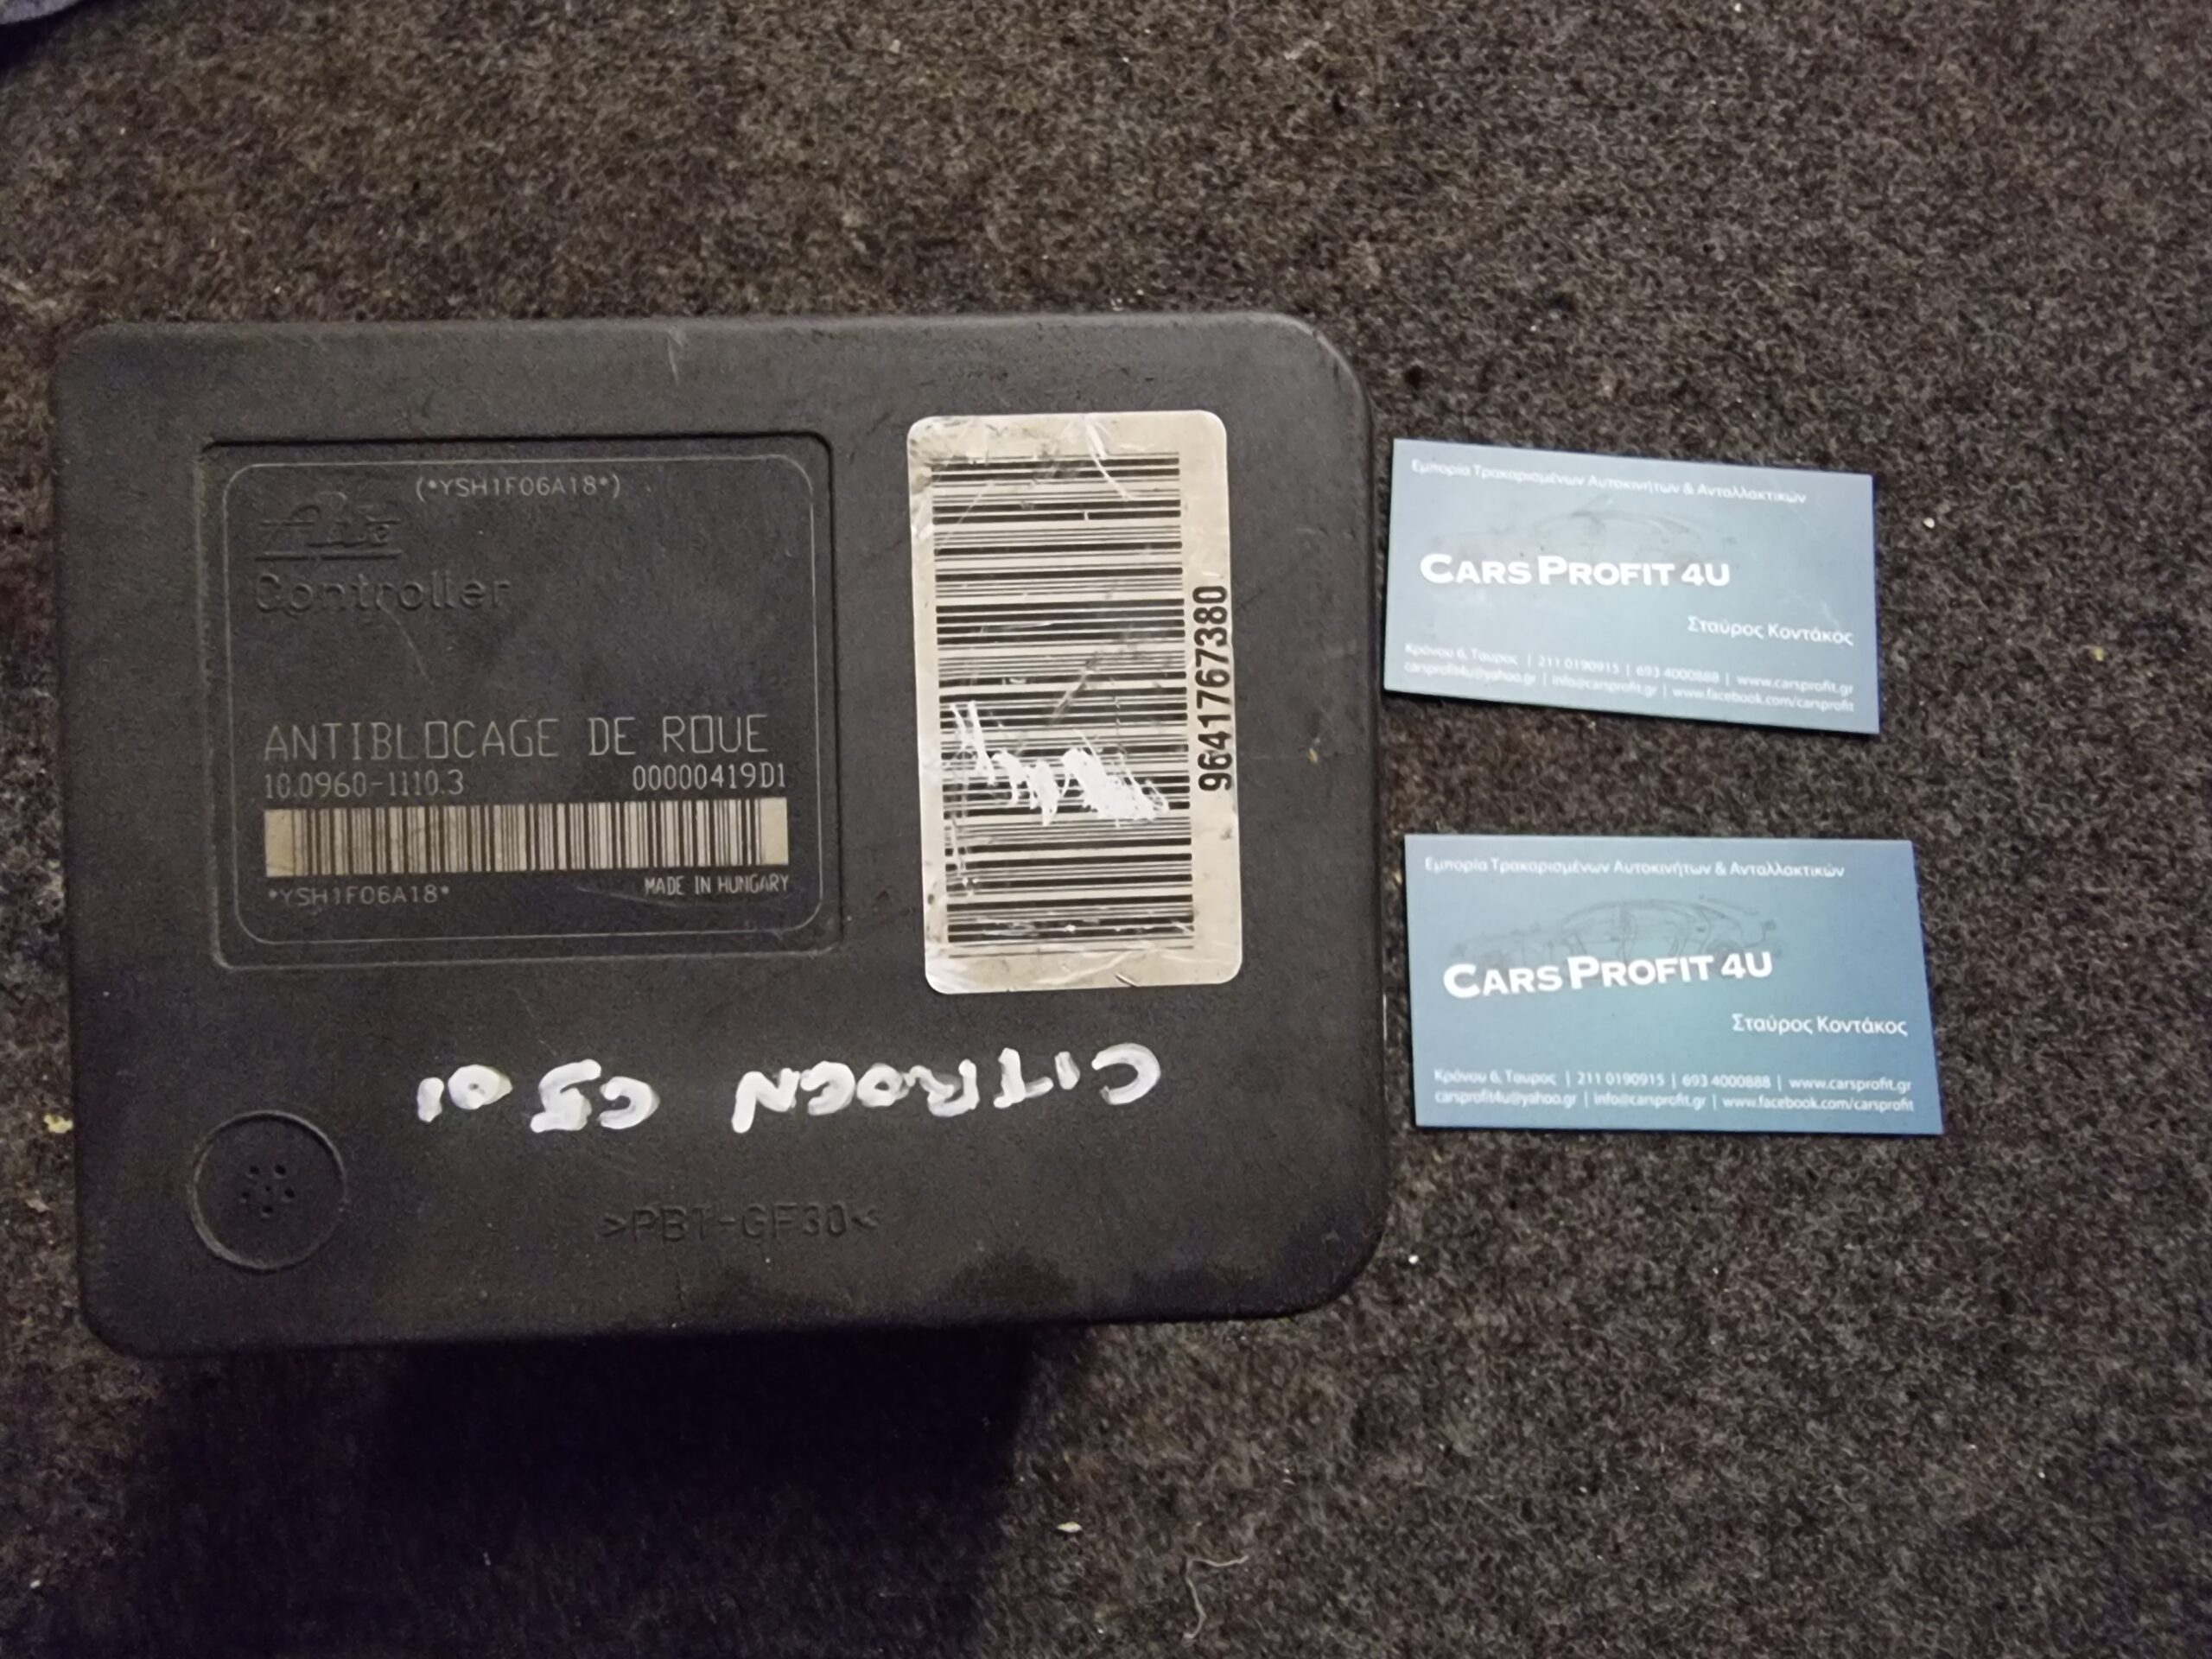 (*YSH1F06A18*)
Ate
Controller
ANTIBLOCAGE DE ROUE
10.0960-1110.3 00000419D1
*YSH1F06A18*
MADE IN HUNGARY
9641767380
CITROEN C5 01
>PBT-GF30<
Εμπορία Τρακαρισμένων Αυτοκινήτων & Ανταλλακτικών
CARS PROFIT 4U
Σταύρος Κοντάκος
Κρόνου 6, Ταυρος | 211 0190915 | 693 4000888 | www.carsprofit.gr
carsprofit4u@yahoo.gr | info@carsprofit.gr | www.facebook.com/carsprofit
Εμπορία Τρακαρισμένων Αυτοκινήτων & Ανταλλακτικών
CARS PROFIT 4U
Σταύρος Κοντάκος
Κρόνου 6, Ταυρος | 211 0190915 | 693 4000888 | www.carsprofit.gr
carsprofit4u@yahoo.gr | info@carsprofit.gr | www.facebook.com/carsprofit